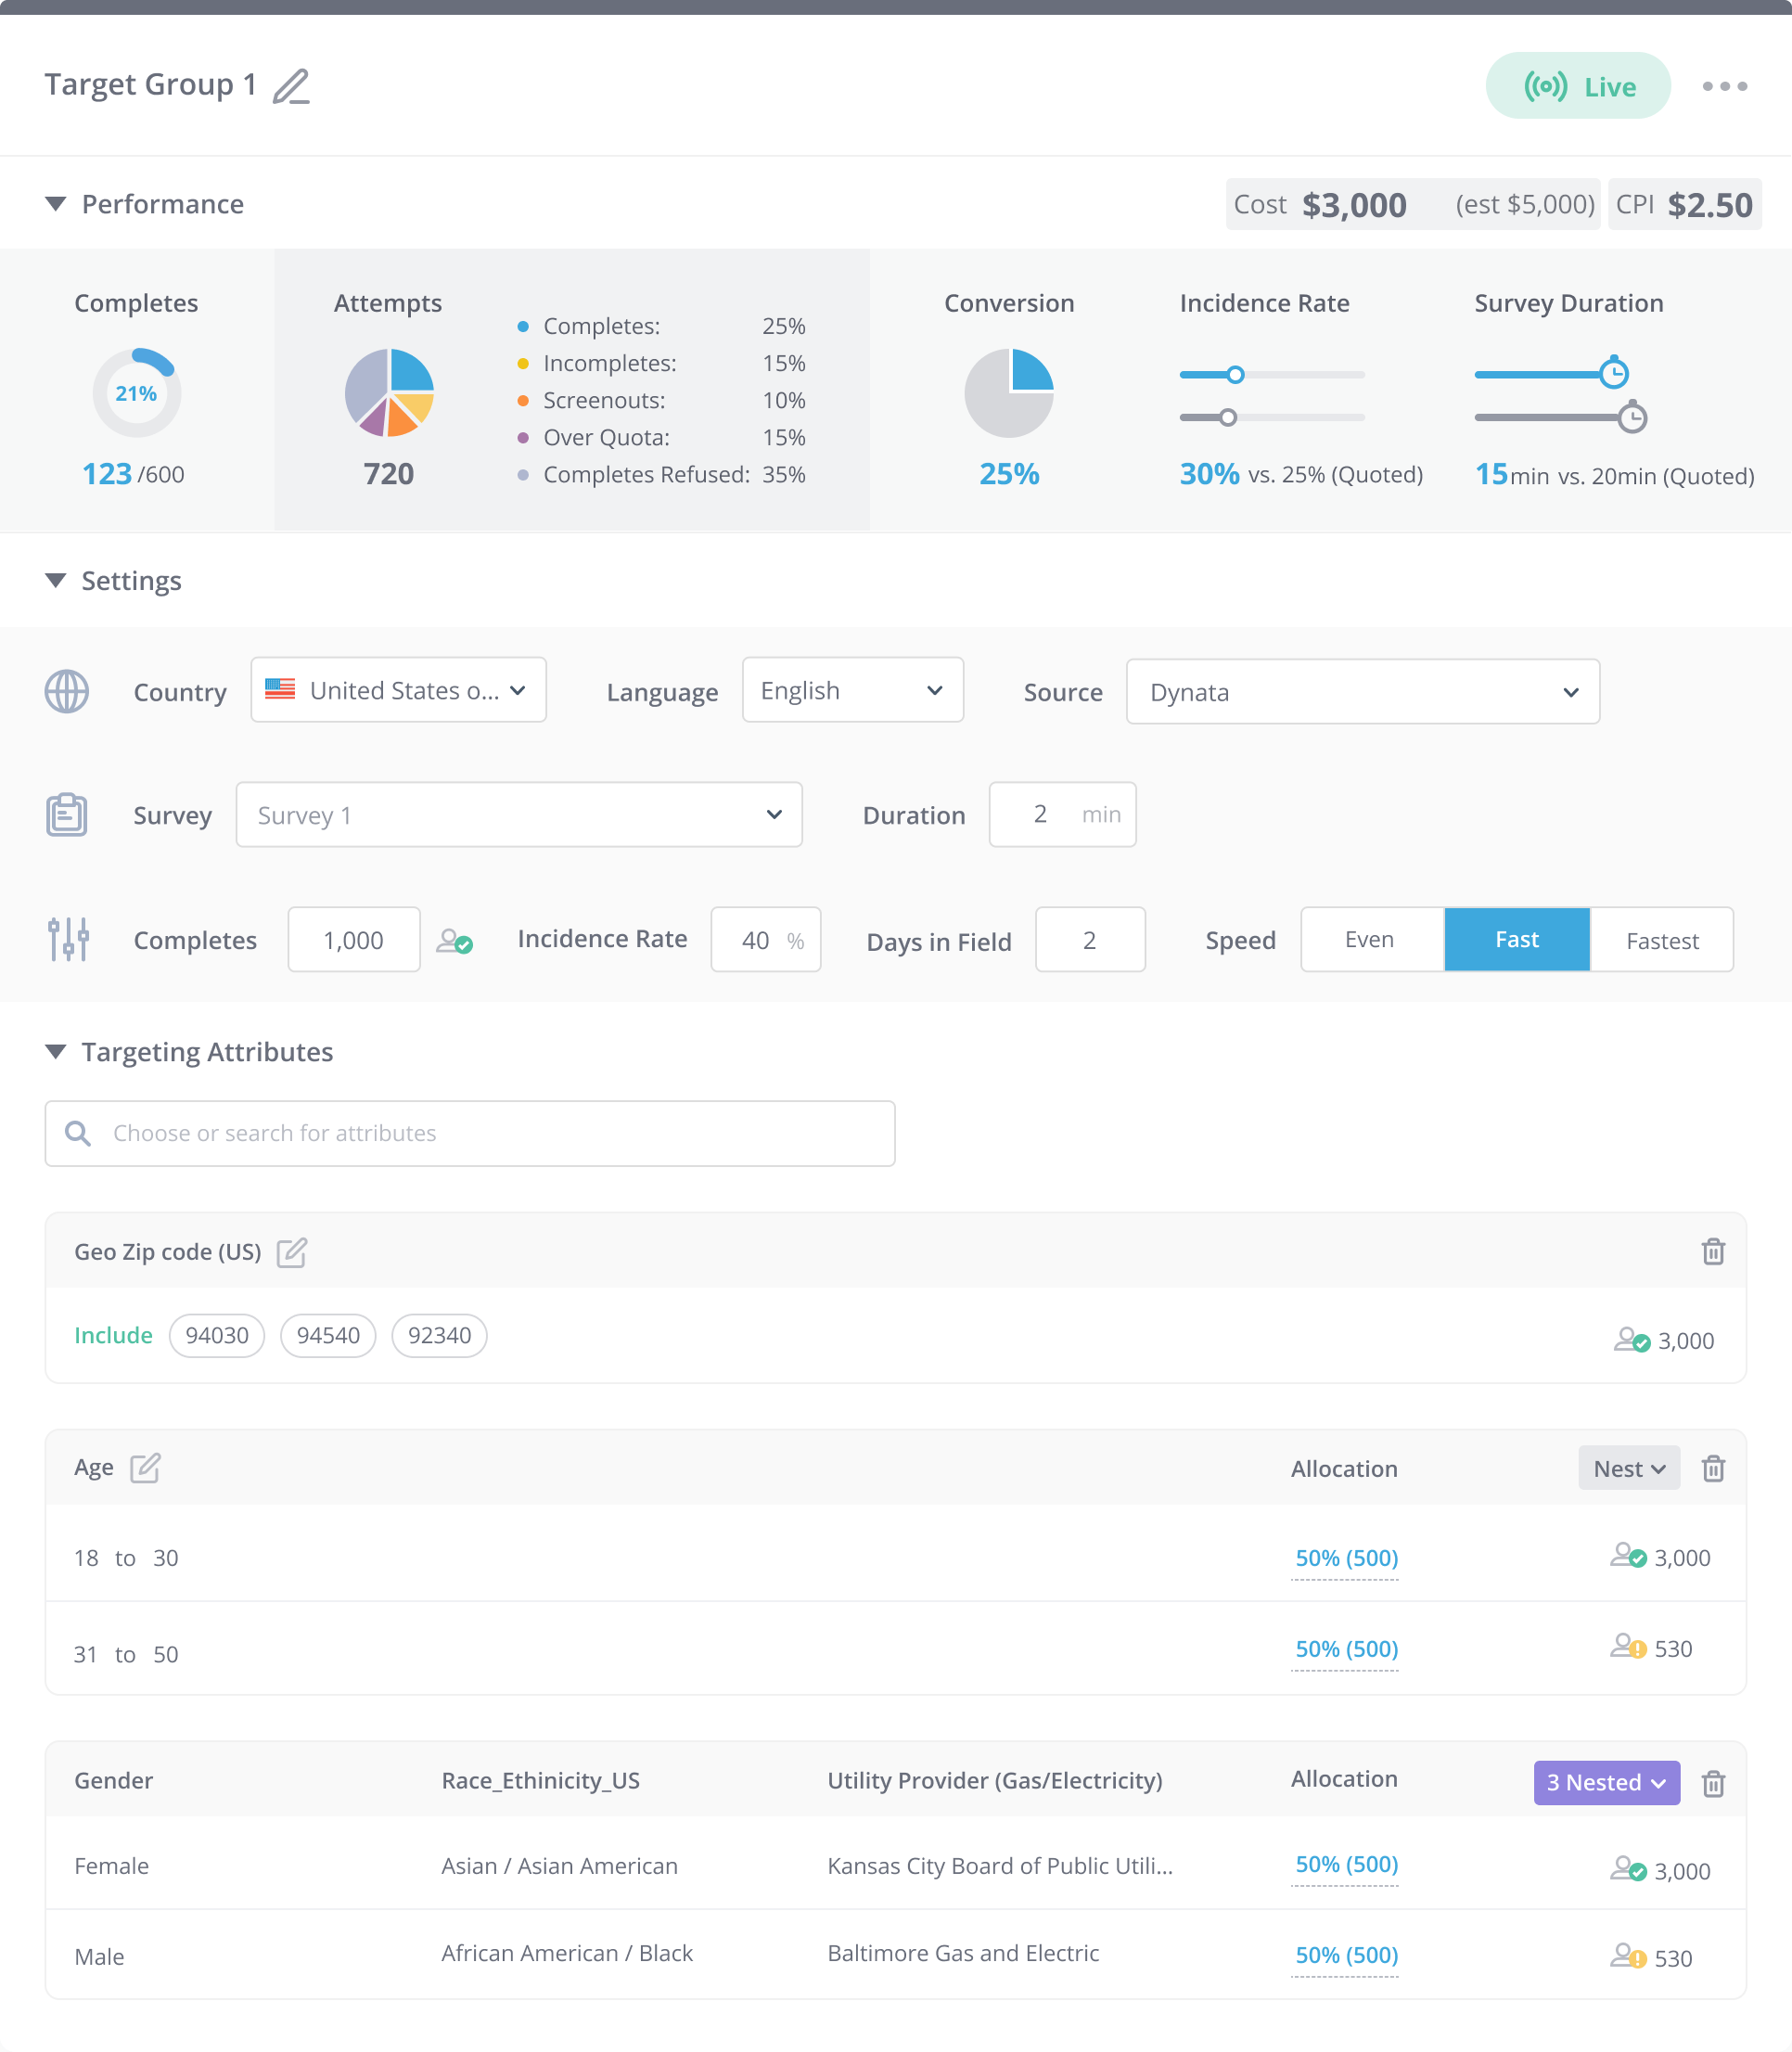 Target Group 1
Live
Performance
Cost $3,000 (est $5,000) CPI $2.50
Completes
21%
123 /600
Attempts
720
Completes: 25%
Incompletes: 15%
Screenouts: 10%
Over Quota: 15%
Completes Refused: 35%
Conversion
25%
Incidence Rate
30% vs. 25% (Quoted)
Survey Duration
15min vs. 20min (Quoted)
Settings
Country United States o... Language English Source Dynata
Survey Survey 1 Duration 2 min
Completes 1,000 Incidence Rate 40 % Days in Field 2 Speed Even Fast Fastest
Targeting Attributes
Choose or search for attributes
Geo Zip code (US)
Include 94030 94540 92340 3,000
Age Allocation Nest
18 to 30 50% (500) 3,000
31 to 50 50% (500) 530
Gender Race_Ethinicity_US Utility Provider (Gas/Electricity) Allocation 3 Nested
Female Asian / Asian American Kansas City Board of Public Utili... 50% (500) 3,000
Male African American / Black Baltimore Gas and Electric 50% (500) 530